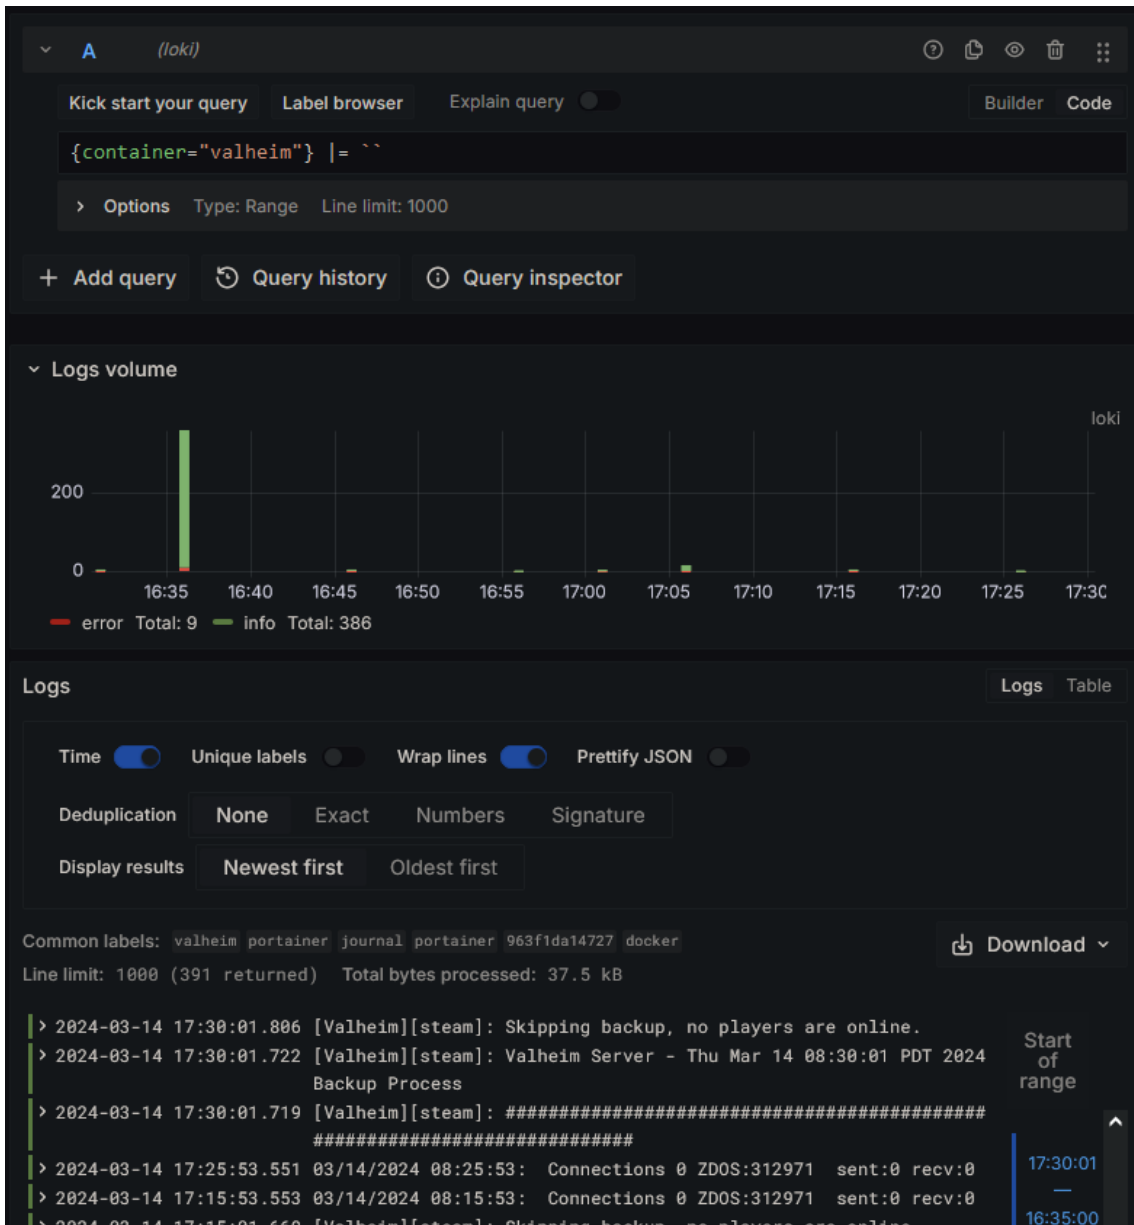 A (loki)
Kick start your query Label browser Explain query Builder Code
{container="valheim"} |= ``
Options Type: Range Line limit: 1000
+ Add query Query history Query inspector
Logs volume
loki
200
0
16:35 16:40 16:45 16:50 16:55 17:00 17:05 17:10 17:15 17:20 17:25 17:30
error Total: 9 info Total: 386
Logs Logs Table
Time Unique labels Wrap lines Prettify JSON
Deduplication None Exact Numbers Signature
Display results Newest first Oldest first
Common labels: valheim portainer journal portainer 963f1da14727 docker
Download
Line limit: 1000 (391 returned) Total bytes processed: 37.5 kB
> 2024-03-14 17:30:01.806 [Valheim][steam]: Skipping backup, no players are online.
> 2024-03-14 17:30:01.722 [Valheim][steam]: Valheim Server - Thu Mar 14 08:30:01 PDT 2024
Backup Process
> 2024-03-14 17:30:01.719 [Valheim][steam]: #############################################
##############################
> 2024-03-14 17:25:53.551 03/14/2024 08:25:53: Connections 0 ZDOS:312971 sent:0 recv:0
> 2024-03-14 17:15:53.553 03/14/2024 08:15:53: Connections 0 ZDOS:312971 sent:0 recv:0
Start
of
range
17:30:01
—
16:35:00